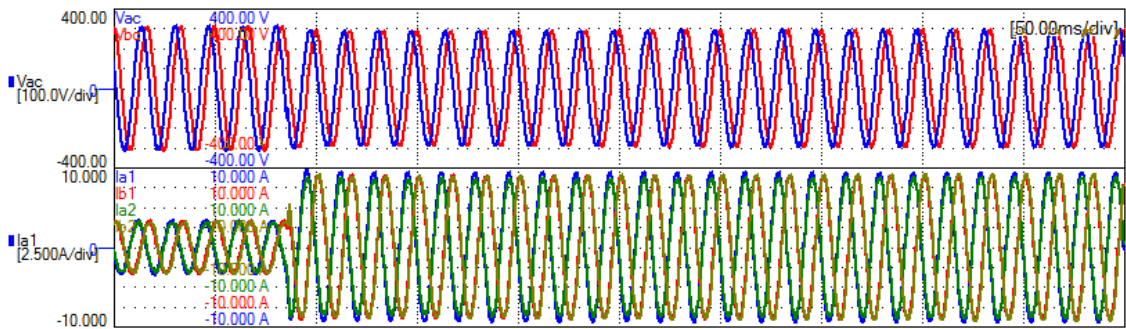 400.00 Vac 400.00 V
Vbc 400.00 V [50.00ms/div]
Vac 0
[100.0V/div]
-400.00 V
-400.00 -400.00 V
10.000 Ia1 10.000 A
Ib1 10.000 A
Ia2 10.000 A
Ia1 0
[2.500A/div]
-10.000 A
-10.000 A
-10.000 -10.000 A